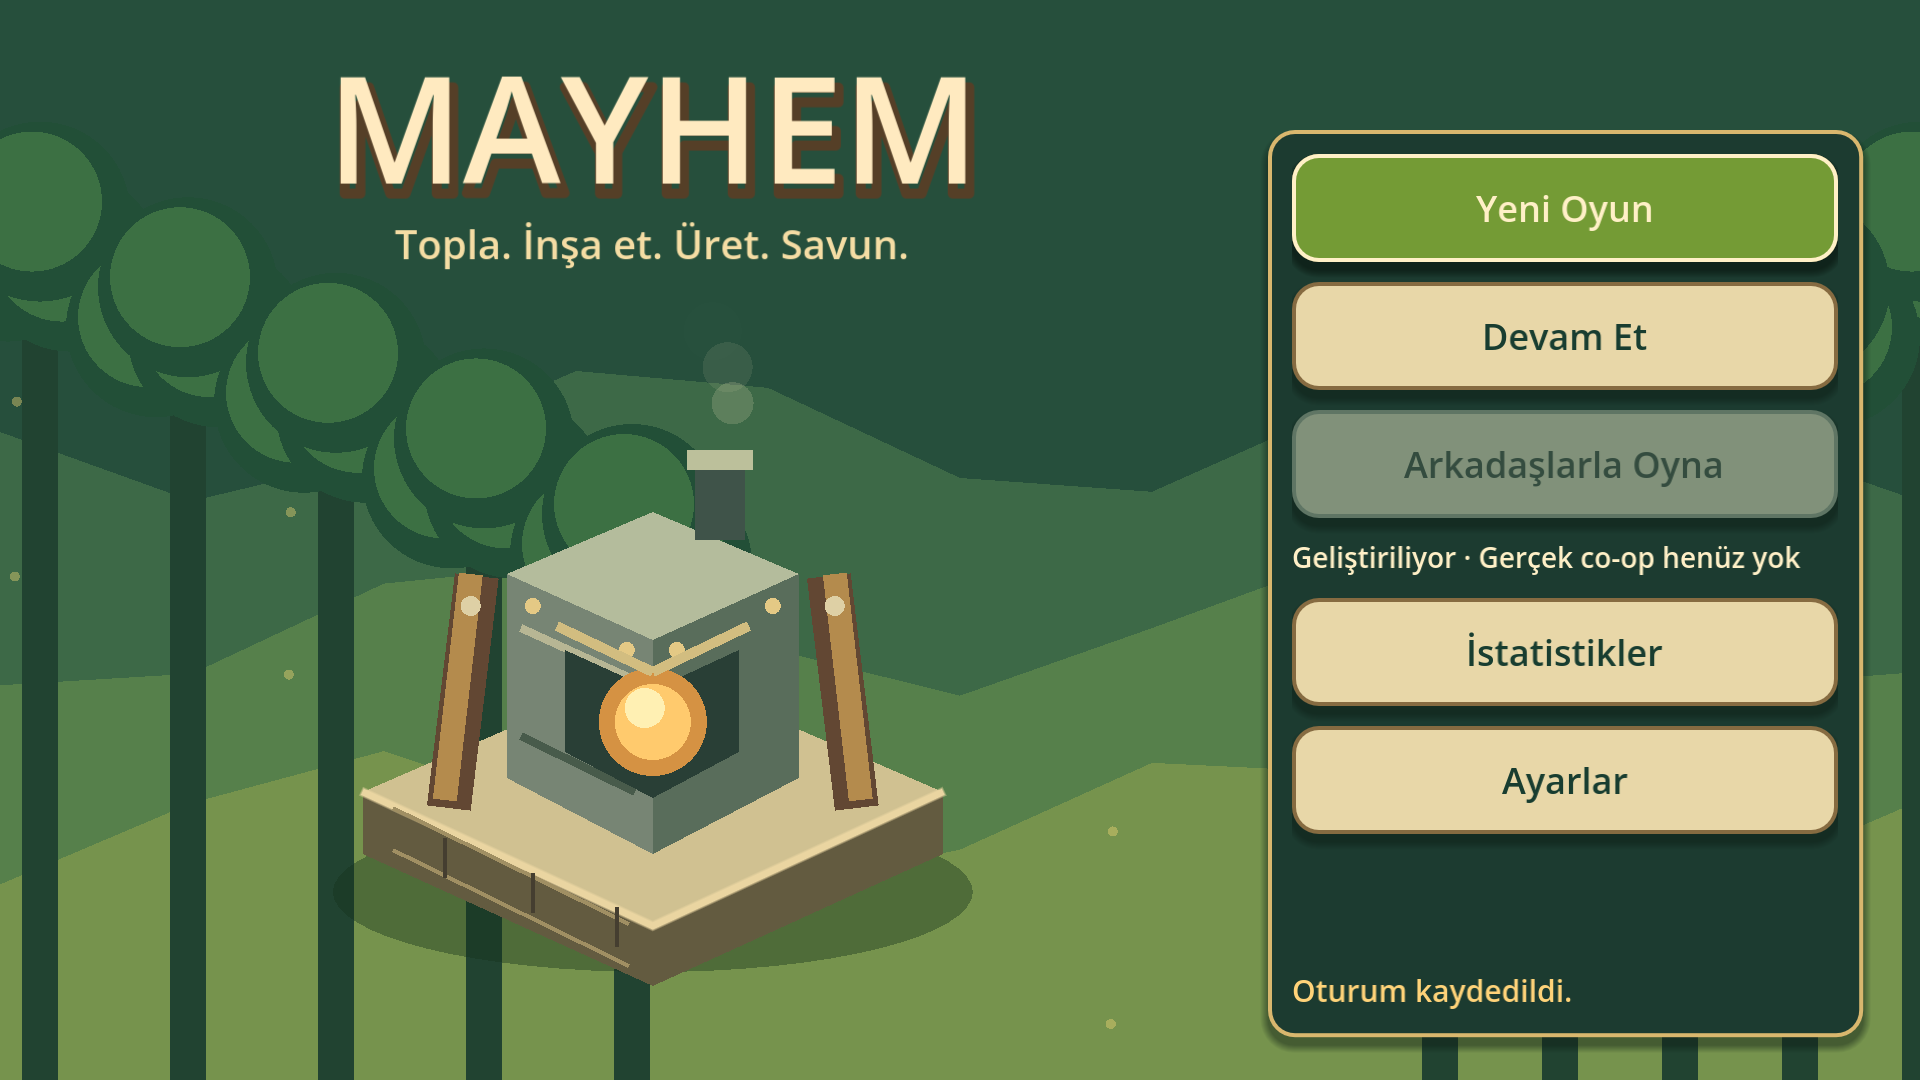 MAYHEM
Topla. İnşa et. Üret. Savun.
Yeni Oyun
Devam Et
Arkadaşlarla Oyna
Geliştiriliyor · Gerçek co-op henüz yok
İstatistikler
Ayarlar
Oturum kaydedildi.